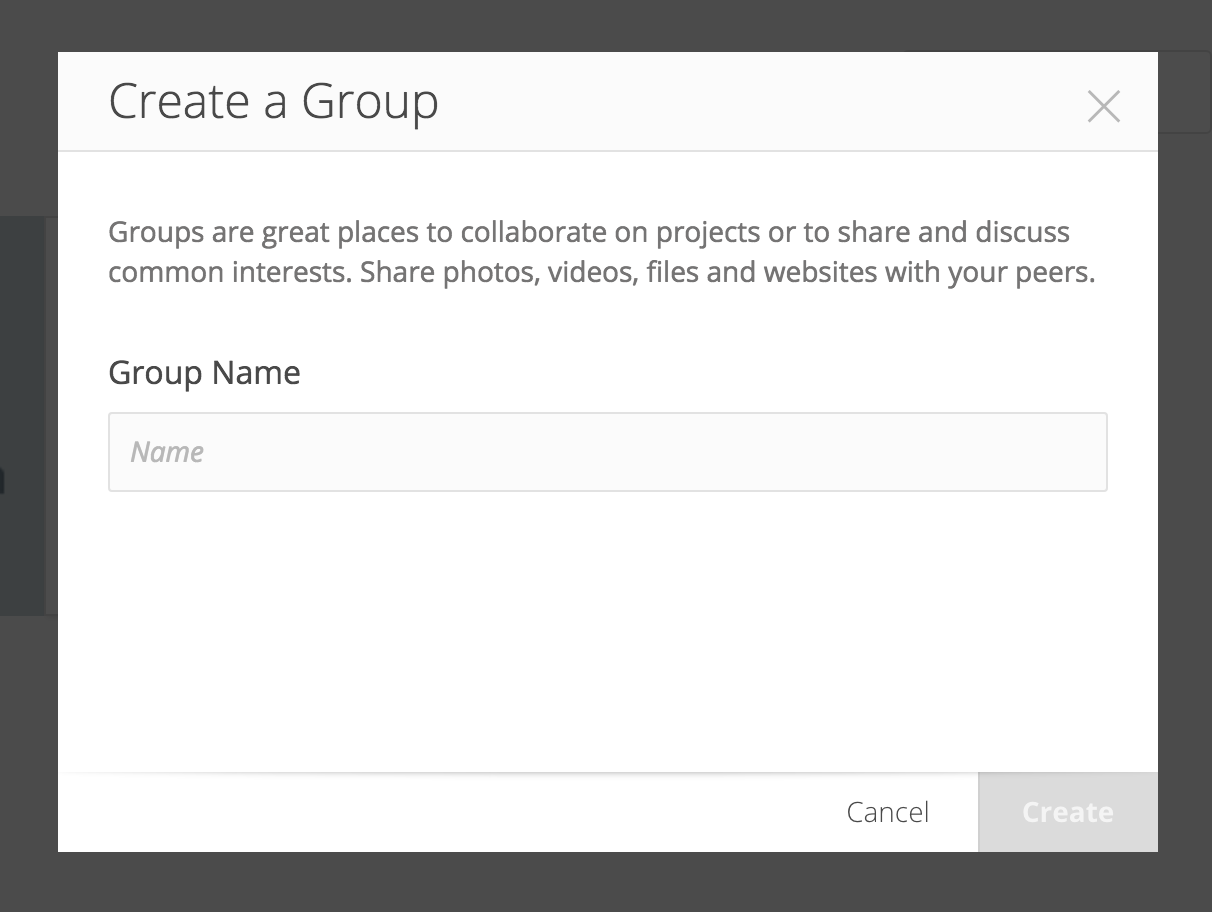 Create a Group
Groups are great places to collaborate on projects or to share and discuss
common interests. Share photos, videos, files and websites with your peers.
Group Name
Name
Cancel
Create